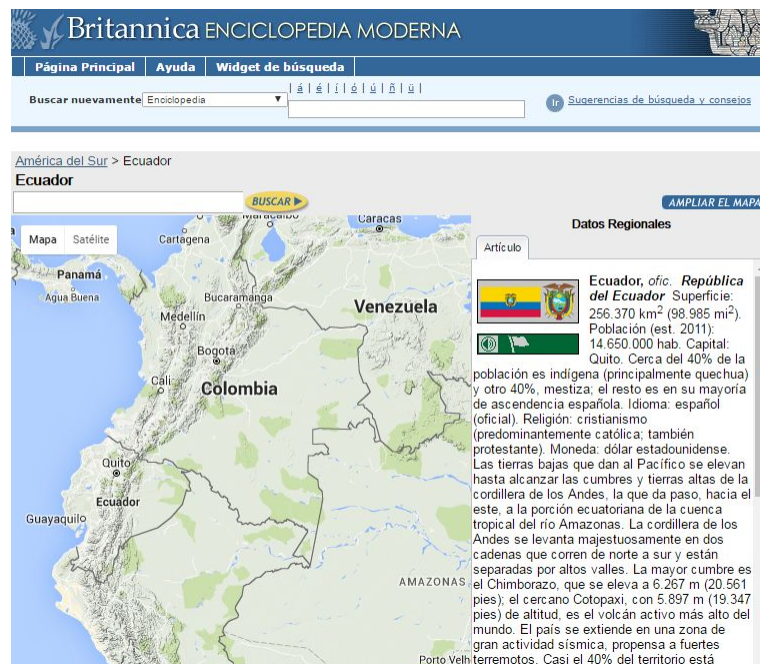 Britannica ENCICLOPEDIA MODERNA
Página Principal Ayuda Widget de búsqueda
| á | é | í | ó | ú | ñ | ü |
Buscar nuevamente Enciclopedia Ir Sugerencias de búsqueda y consejos
América del Sur > Ecuador
Ecuador
BUSCAR
AMPLIAR EL MAPA
Datos Regionales
Artículo
Mapa Satélite
Maracaibo
Caracas
Cartagena
Panamá
Agua Buena
Bucaramanga
Medellín
Venezuela
Bogotá
Cali
Colombia
Quito
Ecuador
Guayaquil
AMAZONAS
Porto Velh
Ecuador, ofic. República
del Ecuador Superficie:
256.370 km2 (98.985 mi2).
Población (est. 2011):
14.650.000 hab. Capital:
Quito. Cerca del 40% de la
población es indígena (principalmente quechua)
y otro 40%, mestiza; el resto es en su mayoría
de ascendencia española. Idioma: español
(oficial). Religión: cristianismo
(predominantemente católica; también
protestante). Moneda: dólar estadounidense.
Las tierras bajas que dan al Pacífico se elevan
hasta alcanzar las cumbres y tierras altas de la
cordillera de los Andes, la que da paso, hacia el
este, a la porción ecuatoriana de la cuenca
tropical del río Amazonas. La cordillera de los
Andes se levanta majestuosamente en dos
cadenas que corren de norte a sur y están
separadas por altos valles. La mayor cumbre es
el Chimborazo, que se eleva a 6.267 m (20.561
pies); el cercano Cotopaxi, con 5.897 m (19.347
pies) de altitud, es el volcán activo más alto del
mundo. El país se extiende en una zona de
gran actividad sísmica, propensa a fuertes
terremotos. Casi el 40% del territorio está